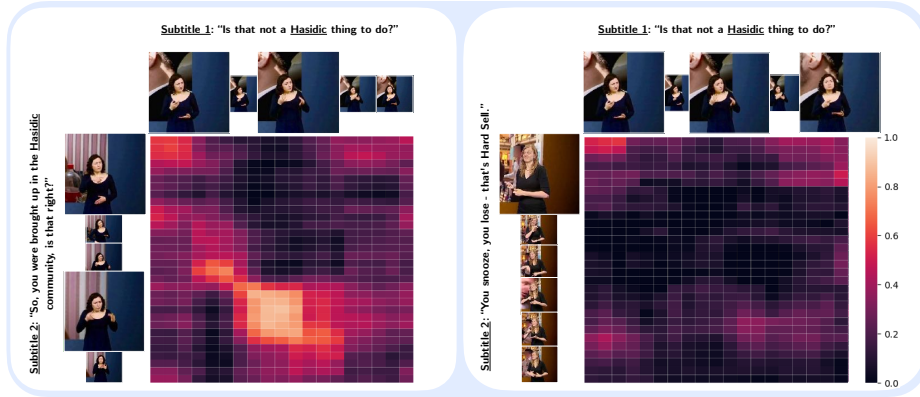 Subtitle 1: “Is that not a Hasidic thing to do?”
Subtitle 2: “So, you were brought up in the Hasidic
community, is that right?”
Subtitle 1: “Is that not a Hasidic thing to do?”
Subtitle 2: “You snooze, you lose - that's Hard Sell.”
1.0
0.8
0.6
0.4
0.2
0.0